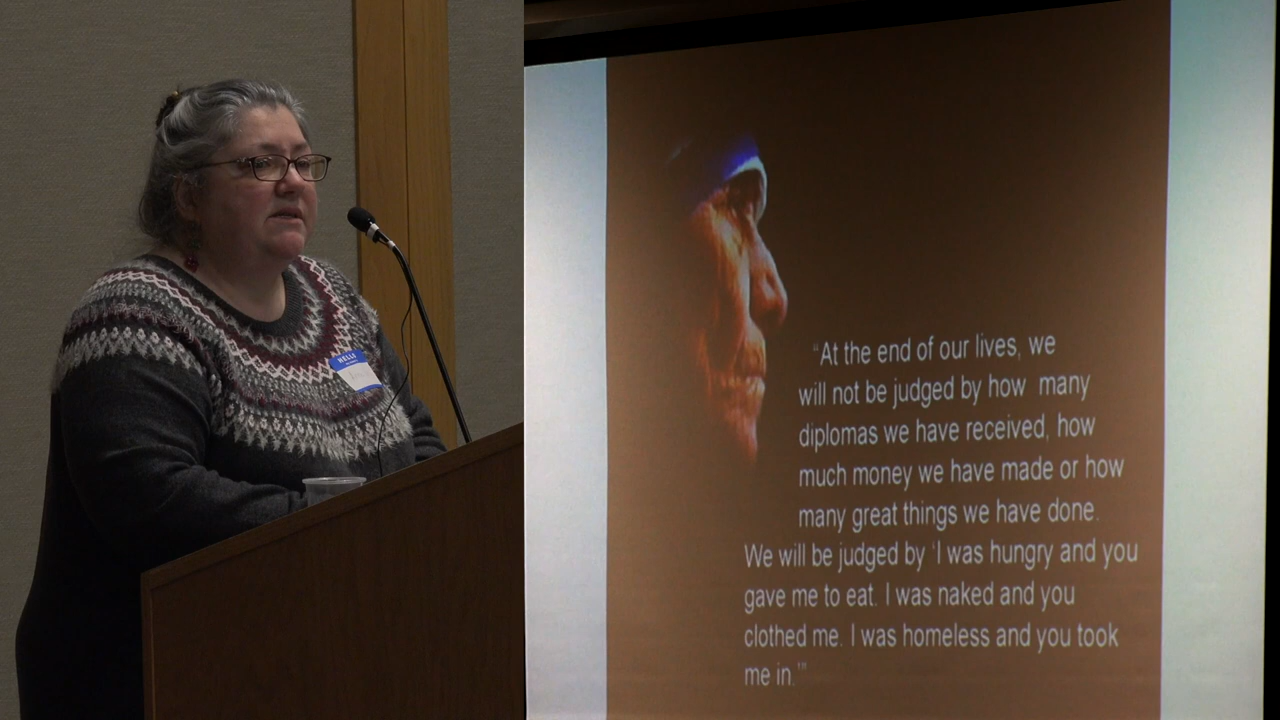 HELLO
“At the end of our lives, we
will not be judged by how many
diplomas we have received, how
much money we have made or how
many great things we have done.
We will be judged by ‘I was hungry and you
gave me to eat. I was naked and you
clothed me. I was homeless and you took
me in.’”